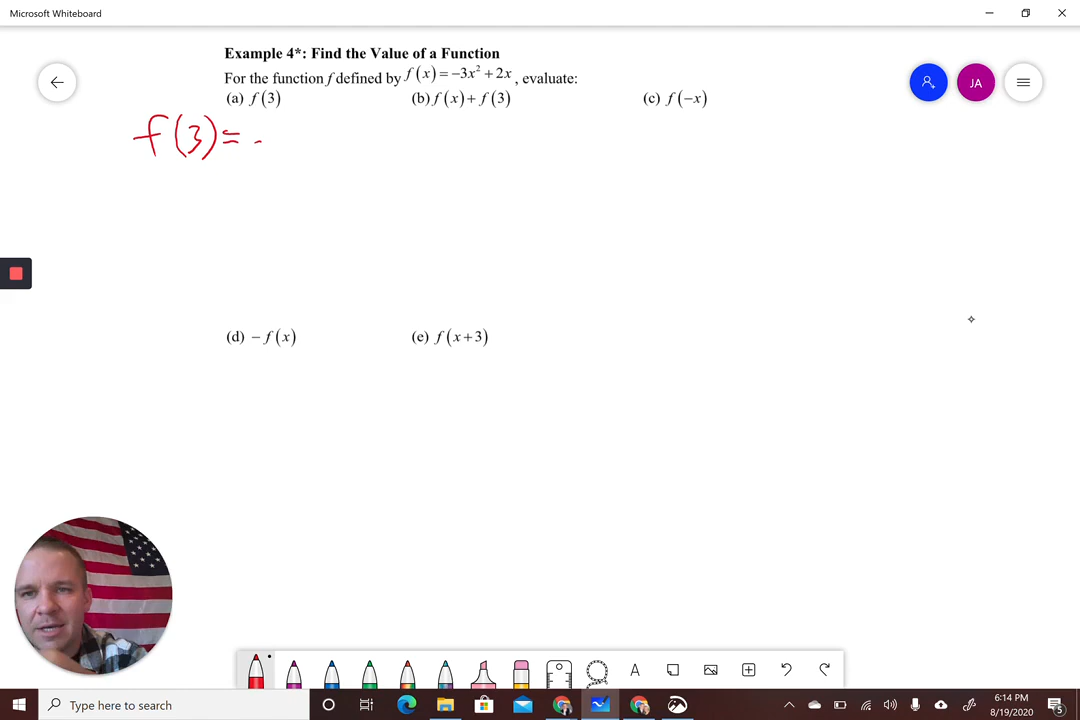 Microsoft Whiteboard
Example 4*: Find the Value of a Function
For the function f defined by f(x) = −3x² + 2x, evaluate:
(a) f(3) (b) f(x) + f(3) (c) f(−x)
JA
f(3) = -
(d) − f(x) (e) f(x+3)
A
Type here to search
6:14 PM
8/19/2020
5